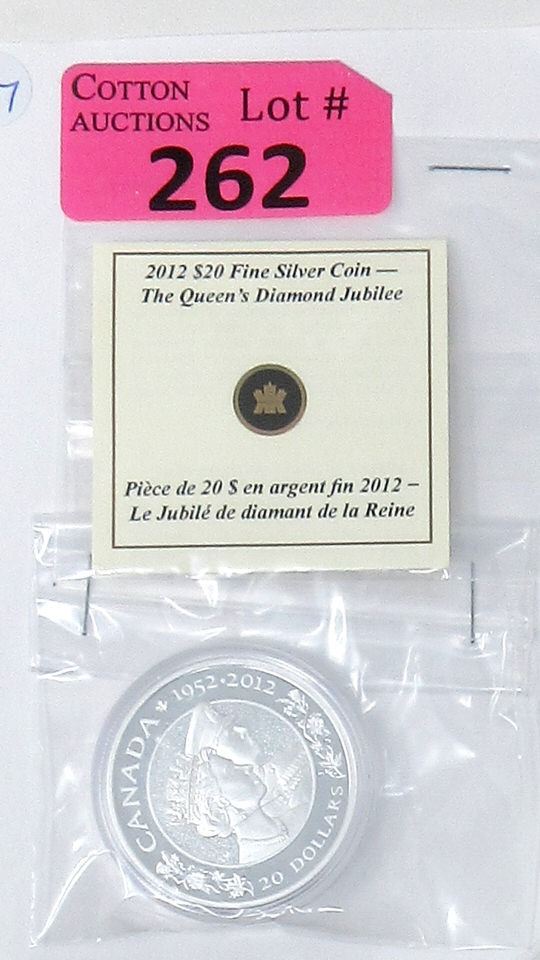 7
COTTON
AUCTIONS
Lot #
262
2012 $20 Fine Silver Coin —
The Queen's Diamond Jubilee
Pièce de 20 $ en argent fin 2012 –
Le Jubilé de diamant de la Reine
CANADA 1952·2012
20 DOLLARS